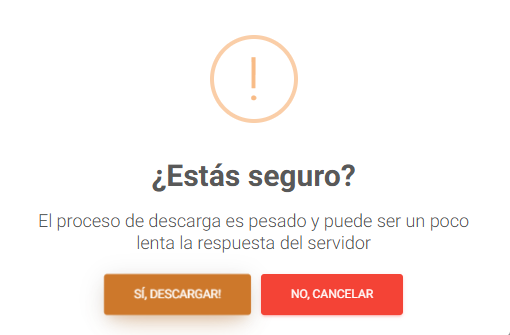 ¿Estás seguro?
El proceso de descarga es pesado y puede ser un poco
lenta la respuesta del servidor
SÍ, DESCARGAR! NO, CANCELAR